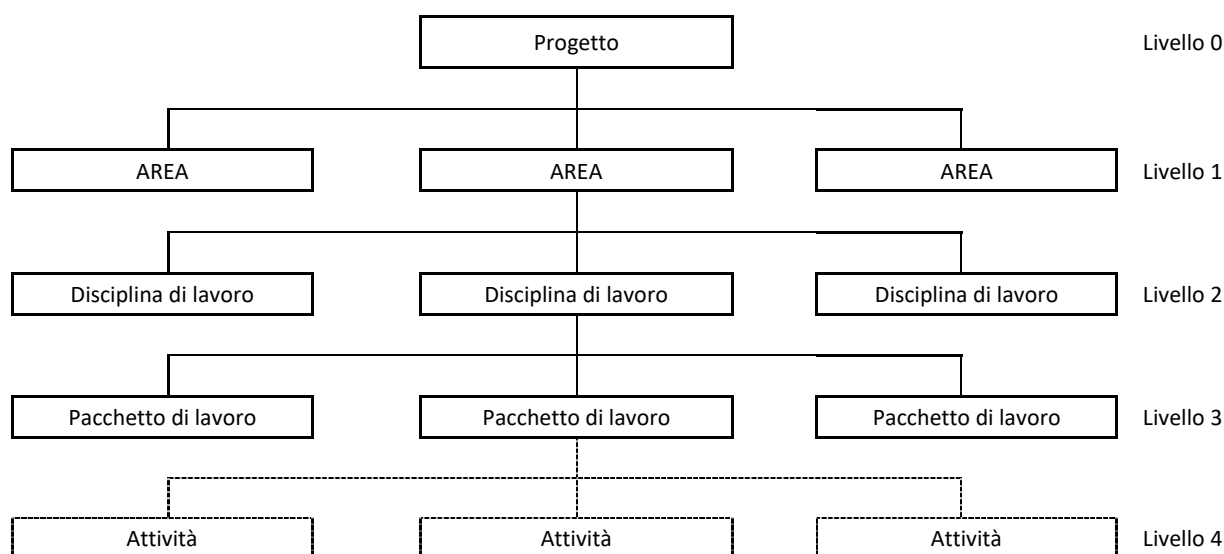 Progetto Livello 0
AREA AREA AREA Livello 1
Disciplina di lavoro Disciplina di lavoro Disciplina di lavoro Livello 2
Pacchetto di lavoro Pacchetto di lavoro Pacchetto di lavoro Livello 3
Attività Attività Attività Livello 4